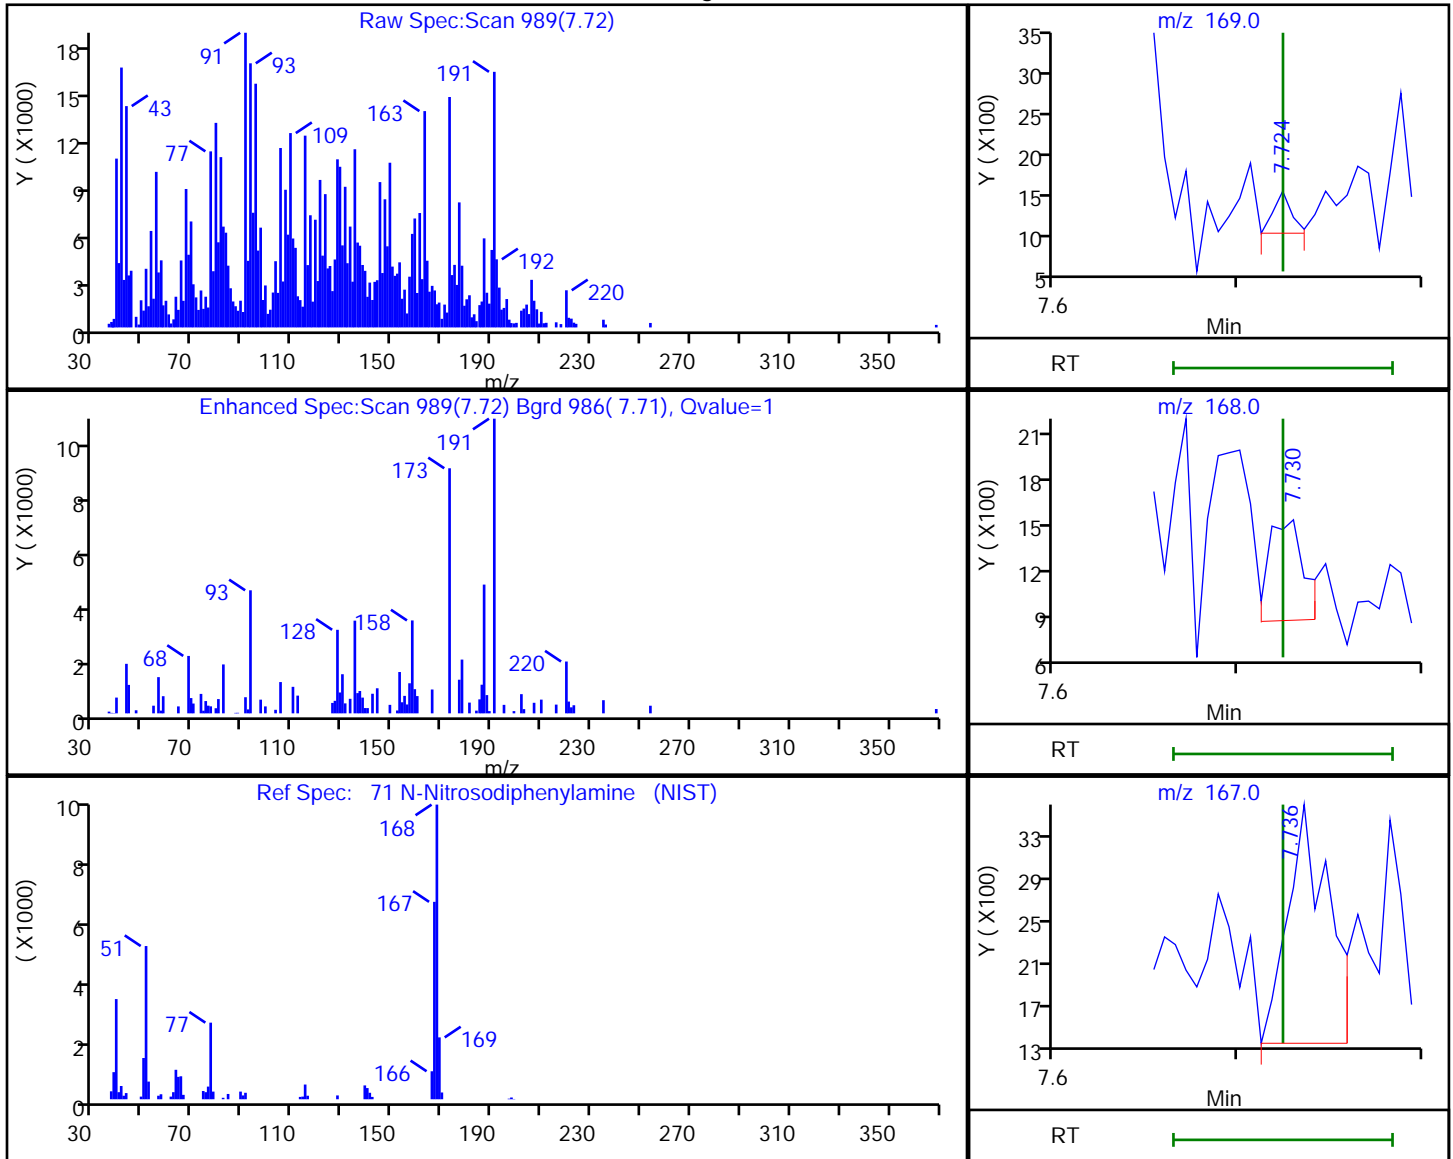 Raw Spec:Scan 989(7.72)
Y ( X1000)
18
15
12
9
6
3
0
43
77
91
93
109
163
191
192
220
30 70 110 150 190 230 270 310 350
m/z
m/z 169.0
Y ( X100)
35
30
25
20
15
10
5
7.724
7.6
Min
RT
Enhanced Spec:Scan 989(7.72) Bgrd 986( 7.71), Qvalue=1
Y ( X1000)
10
8
6
4
2
0
68
93
128
158
173
191
220
30 70 110 150 190 230 270 310 350
m/z
m/z 168.0
Y ( X100)
21
18
15
12
9
6
7.730
7.6
Min
RT
Ref Spec: 71 N-Nitrosodiphenylamine (NIST)
( X1000)
10
8
6
4
2
0
51
77
166
167
168
169
30 70 110 150 190 230 270 310 350
m/z 167.0
Y ( X100)
33
29
25
21
17
13
7.736
7.6
Min
RT